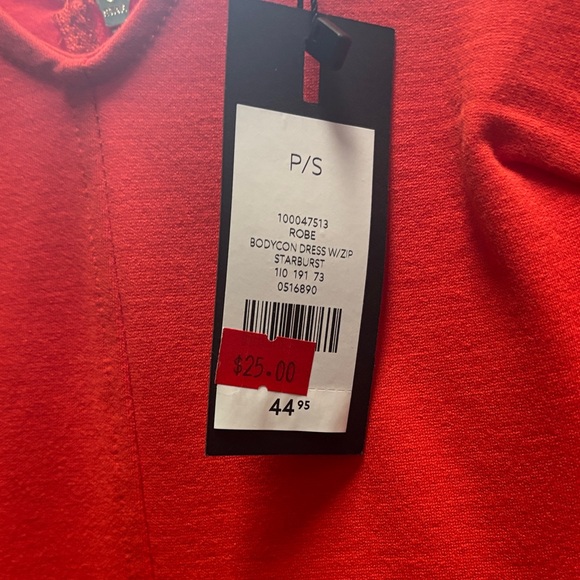 P/S
100047513
ROBE
BODYCON DRESS W/ZIP
STARBURST
110 191 73
0516890
$25.00
44 95